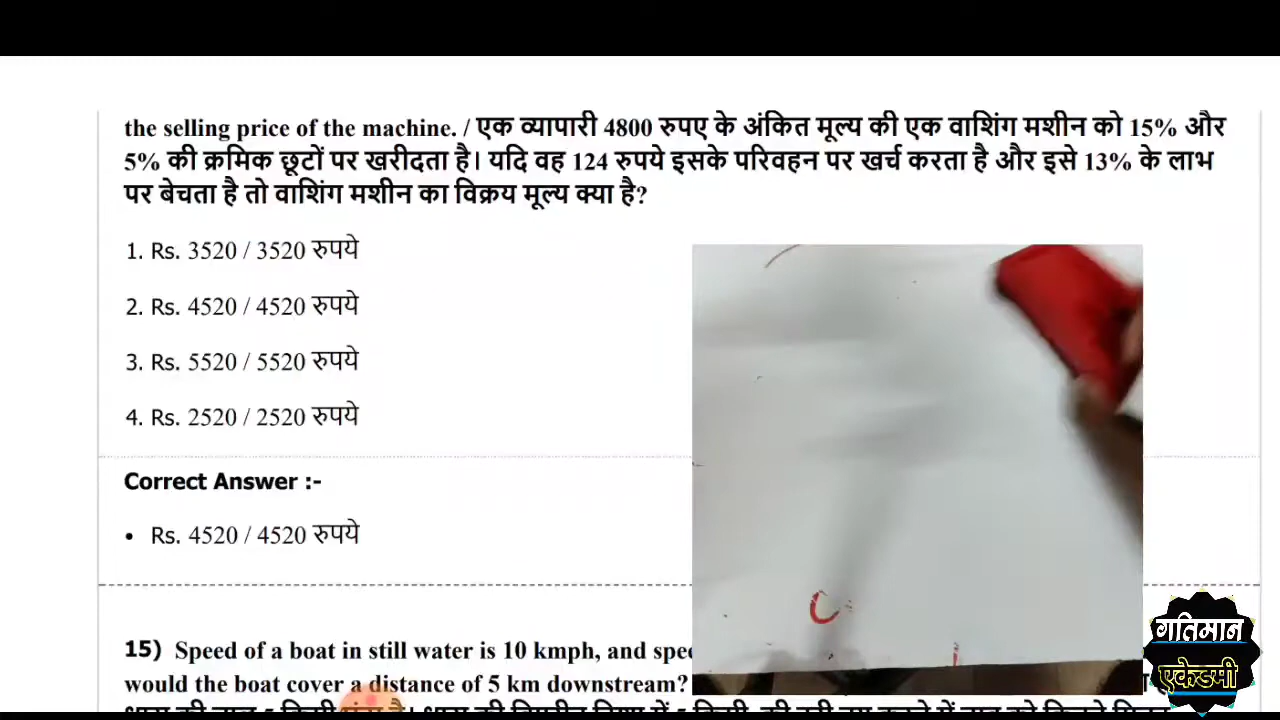 the selling price of the machine. / एक व्यापारी 4800 रुपए के अंकित मूल्य की एक वाशिंग मशीन को 15% और
5% की क्रमिक छूटों पर खरीदता है। यदि वह 124 रुपये इसके परिवहन पर खर्च करता है और इसे 13% के लाभ
पर बेचता है तो वाशिंग मशीन का विक्रय मूल्य क्या है?
1. Rs. 3520 / 3520 रुपये
2. Rs. 4520 / 4520 रुपये
3. Rs. 5520 / 5520 रुपये
4. Rs. 2520 / 2520 रुपये
Correct Answer :-
• Rs. 4520 / 4520 रुपये
15) Speed of a boat in still water is 10 kmph, and
would the boat cover a distance of 5 km downstream?
गतिमान
एकेडमी